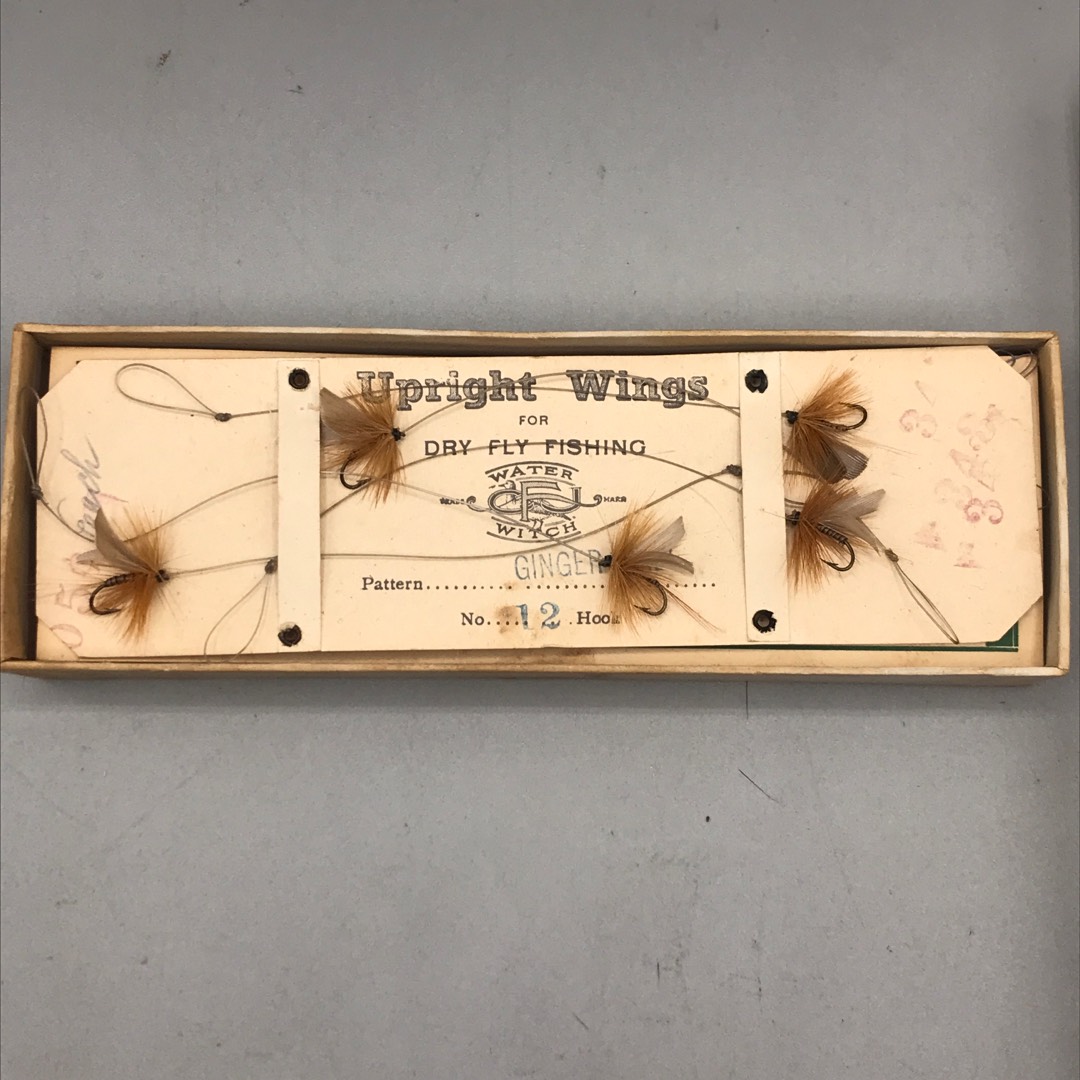 Upright Wings
FOR
DRY FLY FISHING
WATER
WITCH
Pattern.......... GINGER ..........
No.... 12 .Hook